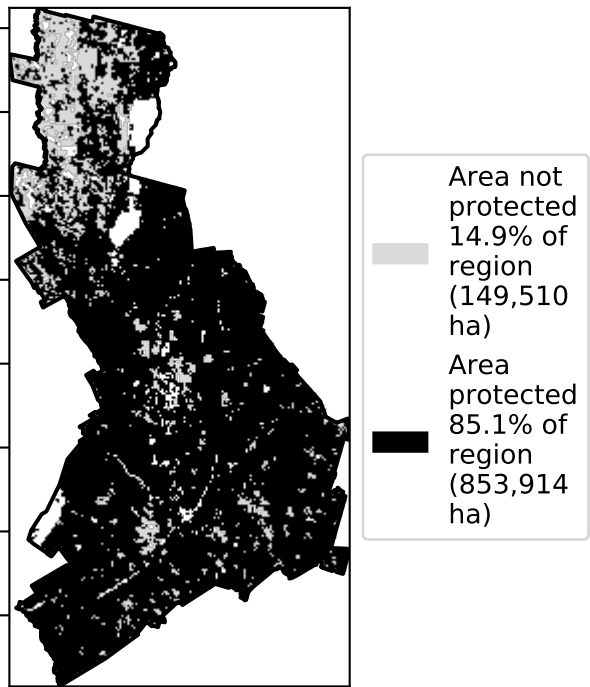 Area not
protected
14.9% of
region
(149,510
ha)
Area
protected
85.1% of
region
(853,914
ha)